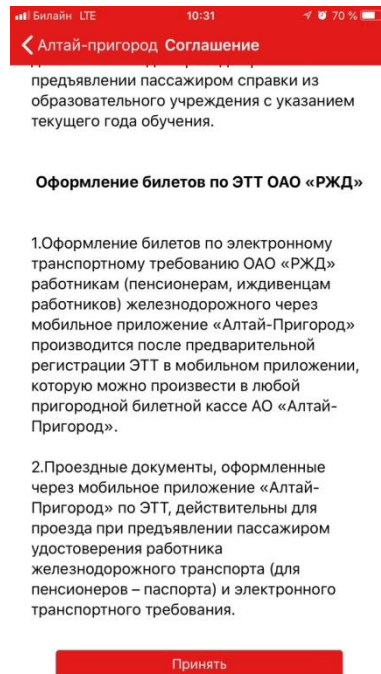 Билайн LTE 10:31 70 %
Алтай-пригород Соглашение
предъявлении пассажиром справки из
образовательного учреждения с указанием
текущего года обучения.
Оформление билетов по ЭТТ ОАО «РЖД»
1.Оформление билетов по электронному
транспортному требованию ОАО «РЖД»
работникам (пенсионерам, иждивенцам
работников) железнодорожного через
мобильное приложение «Алтай-Пригород»
производится после предварительной
регистрации ЭТТ в мобильном приложении,
которую можно произвести в любой
пригородной билетной кассе АО «Алтай-
Пригород».
2.Проездные документы, оформленные
через мобильное приложение «Алтай-
Пригород» по ЭТТ, действительны для
проезда при предъявлении пассажиром
удостоверения работника
железнодорожного транспорта (для
пенсионеров – паспорта) и электронного
транспортного требования.
Принять